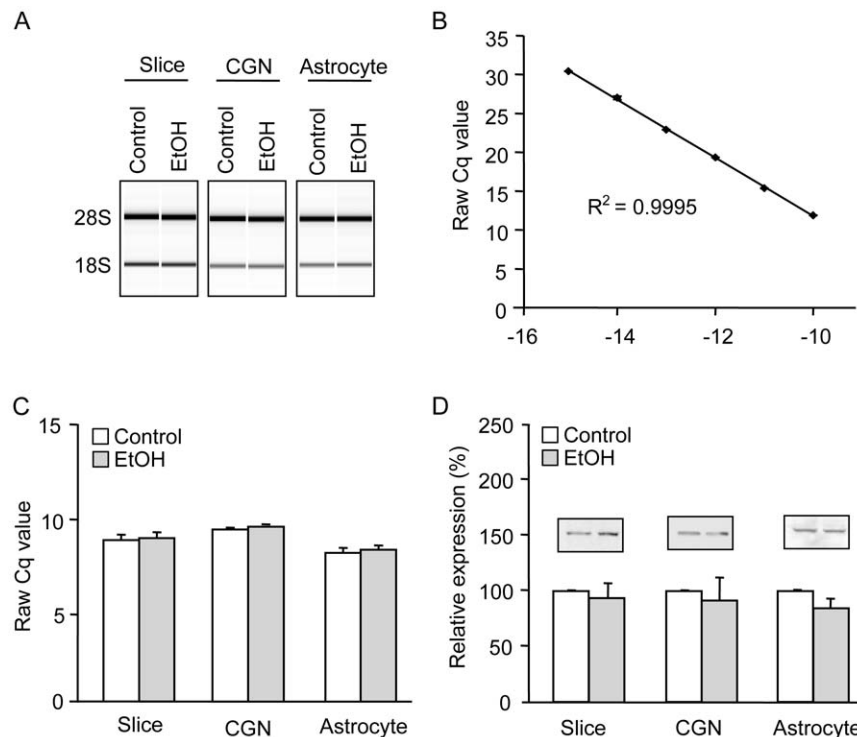 A
Slice CGN Astrocyte
Control EtOH Control EtOH Control EtOH
28S
18S
B
Raw Cq value
35
30
25
20
15
10
5
0
R² = 0.9995
-16 -14 -12 -10
C
Raw Cq value
15
10
5
0
Control
EtOH
Slice CGN Astrocyte
D
Relative expression (%)
250
200
150
100
50
0
Control
EtOH
Slice CGN Astrocyte